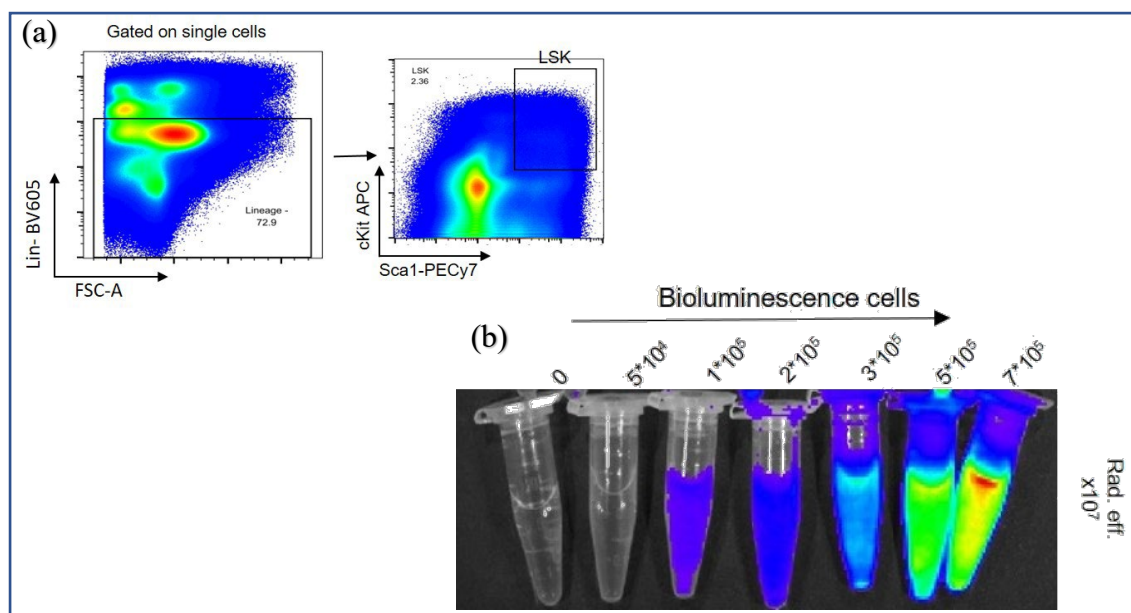 (a)
Gated on single cells
Lin- BV605
Lineage -
72.9
FSC-A
LSK
LSK
2.36
cKit APC
Sca1-PECy7
Bioluminescence cells
(b)
0
5*10⁴
1*10⁵
2*10⁵
3*10⁵
5*10⁵
7*10⁵
Rad. eff.
x10⁷